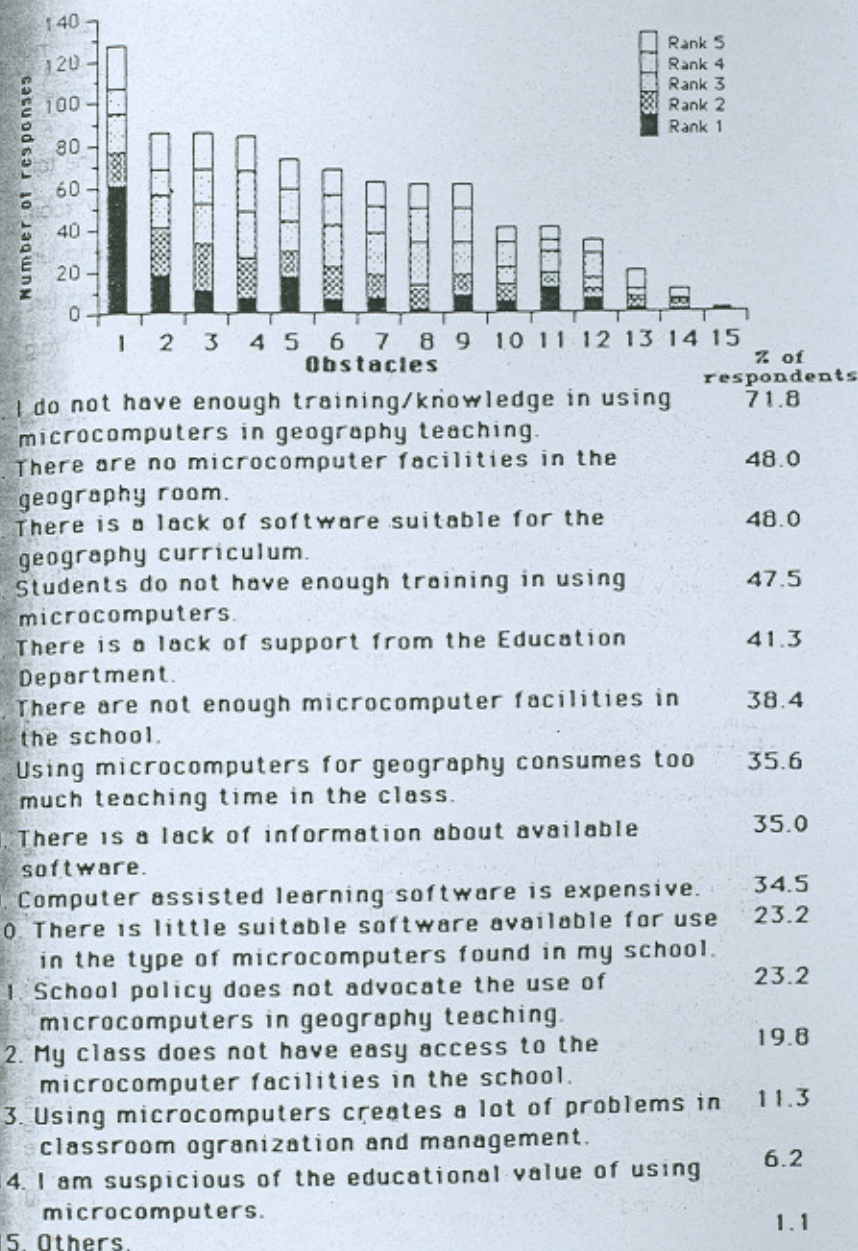 140
120
100
80
60
40
20
0
Number of responses
Rank 5
Rank 4
Rank 3
Rank 2
Rank 1
1 2 3 4 5 6 7 8 9 10 11 12 13 14 15
Obstacles
% of
respondents
. I do not have enough training/knowledge in using 71.8
microcomputers in geography teaching.
There are no microcomputer facilities in the 48.0
geography room.
There is a lack of software suitable for the 48.0
geography curriculum.
Students do not have enough training in using 47.5
microcomputers.
. There is a lack of support from the Education 41.3
Department.
. There are not enough microcomputer facilities in 38.4
the school.
Using microcomputers for geography consumes too 35.6
much teaching time in the class.
. There is a lack of information about available 35.0
software.
. Computer assisted learning software is expensive. 34.5
0. There is little suitable software available for use 23.2
in the type of microcomputers found in my school.
1. School policy does not advocate the use of 23.2
microcomputers in geography teaching.
2. My class does not have easy access to the 19.8
microcomputer facilities in the school.
3. Using microcomputers creates a lot of problems in 11.3
classroom ogranization and management.
4. I am suspicious of the educational value of using 6.2
microcomputers.
15. Others. 1.1